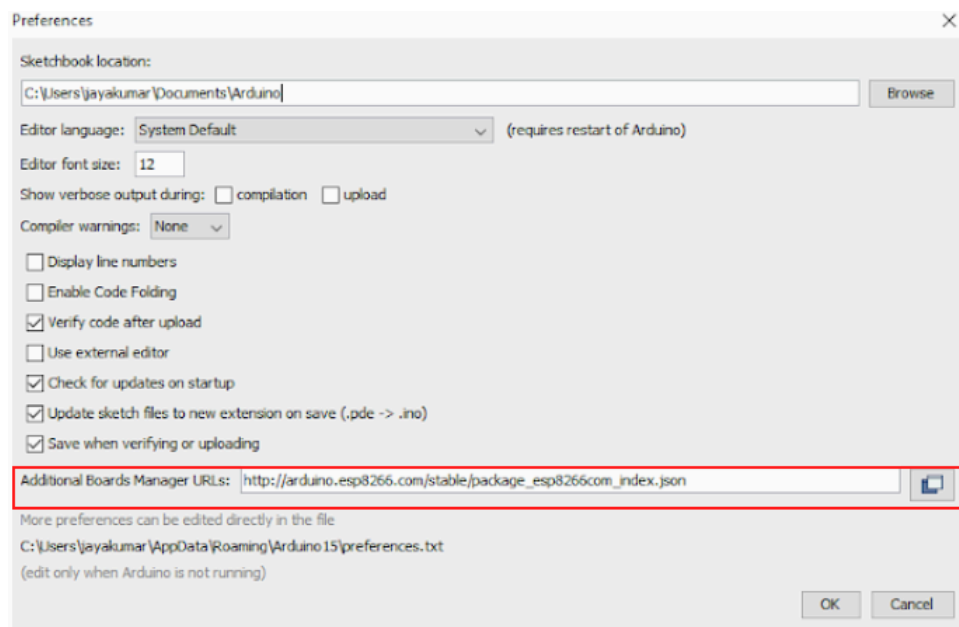 Preferences
Sketchbook location:
C:\Users\jayakumar\Documents\Arduino
Browse
Editor language: System Default (requires restart of Arduino)
Editor font size: 12
Show verbose output during: compilation upload
Compiler warnings: None
Display line numbers
Enable Code Folding
Verify code after upload
Use external editor
Check for updates on startup
Update sketch files to new extension on save (.pde -> .ino)
Save when verifying or uploading
Additional Boards Manager URLs: http://arduino.esp8266.com/stable/package_esp8266com_index.json
More preferences can be edited directly in the file
C:\Users\jayakumar\AppData\Roaming\Arduino15\preferences.txt
(edit only when Arduino is not running)
OK Cancel